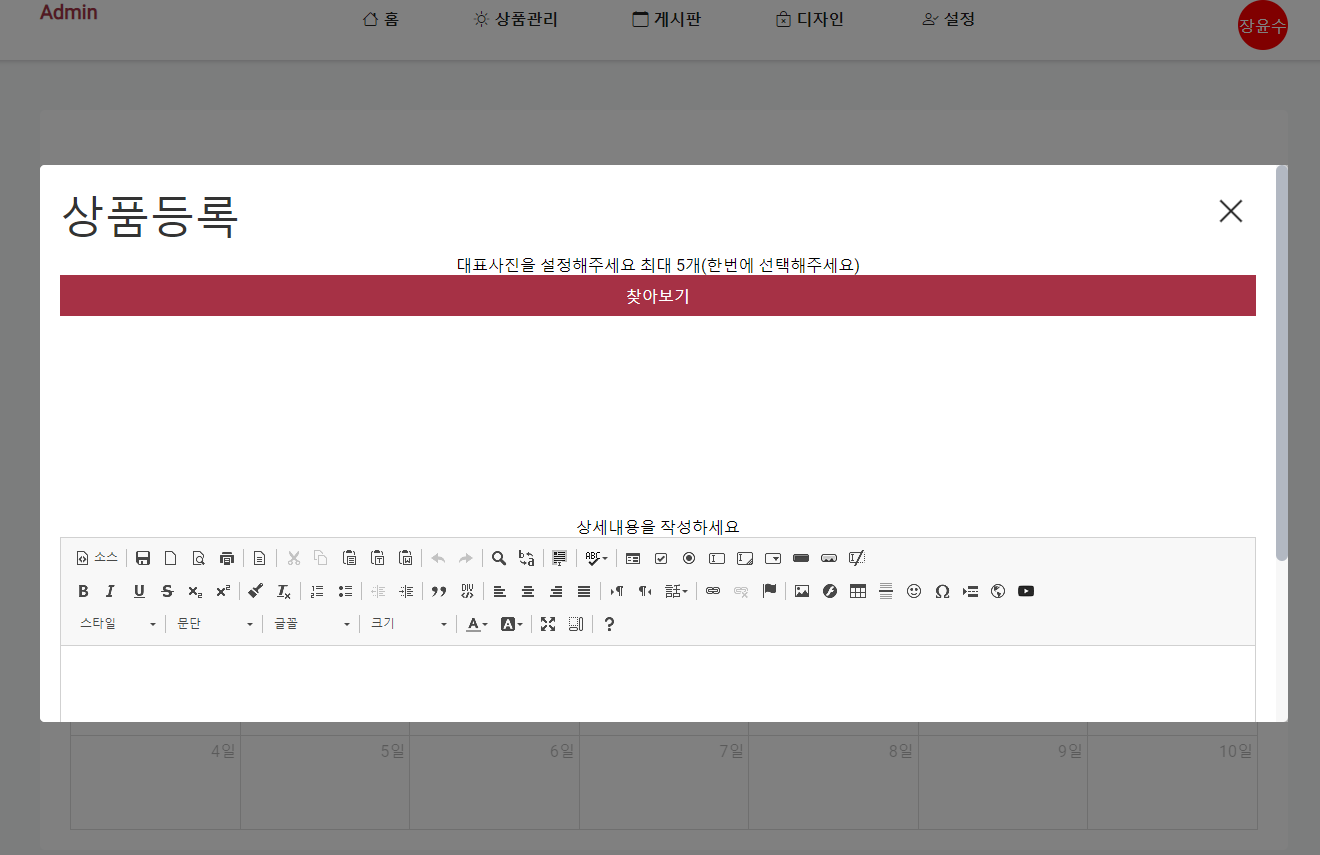 Admin
홈 상품관리 게시판 디자인 설정
장윤수
상품등록
대표사진을 설정해주세요 최대 5개(한번에 선택해주세요)
찾아보기
상세내용을 작성하세요
소스
스타일 문단 글꼴 크기
4일 5일 6일 7일 8일 9일 10일